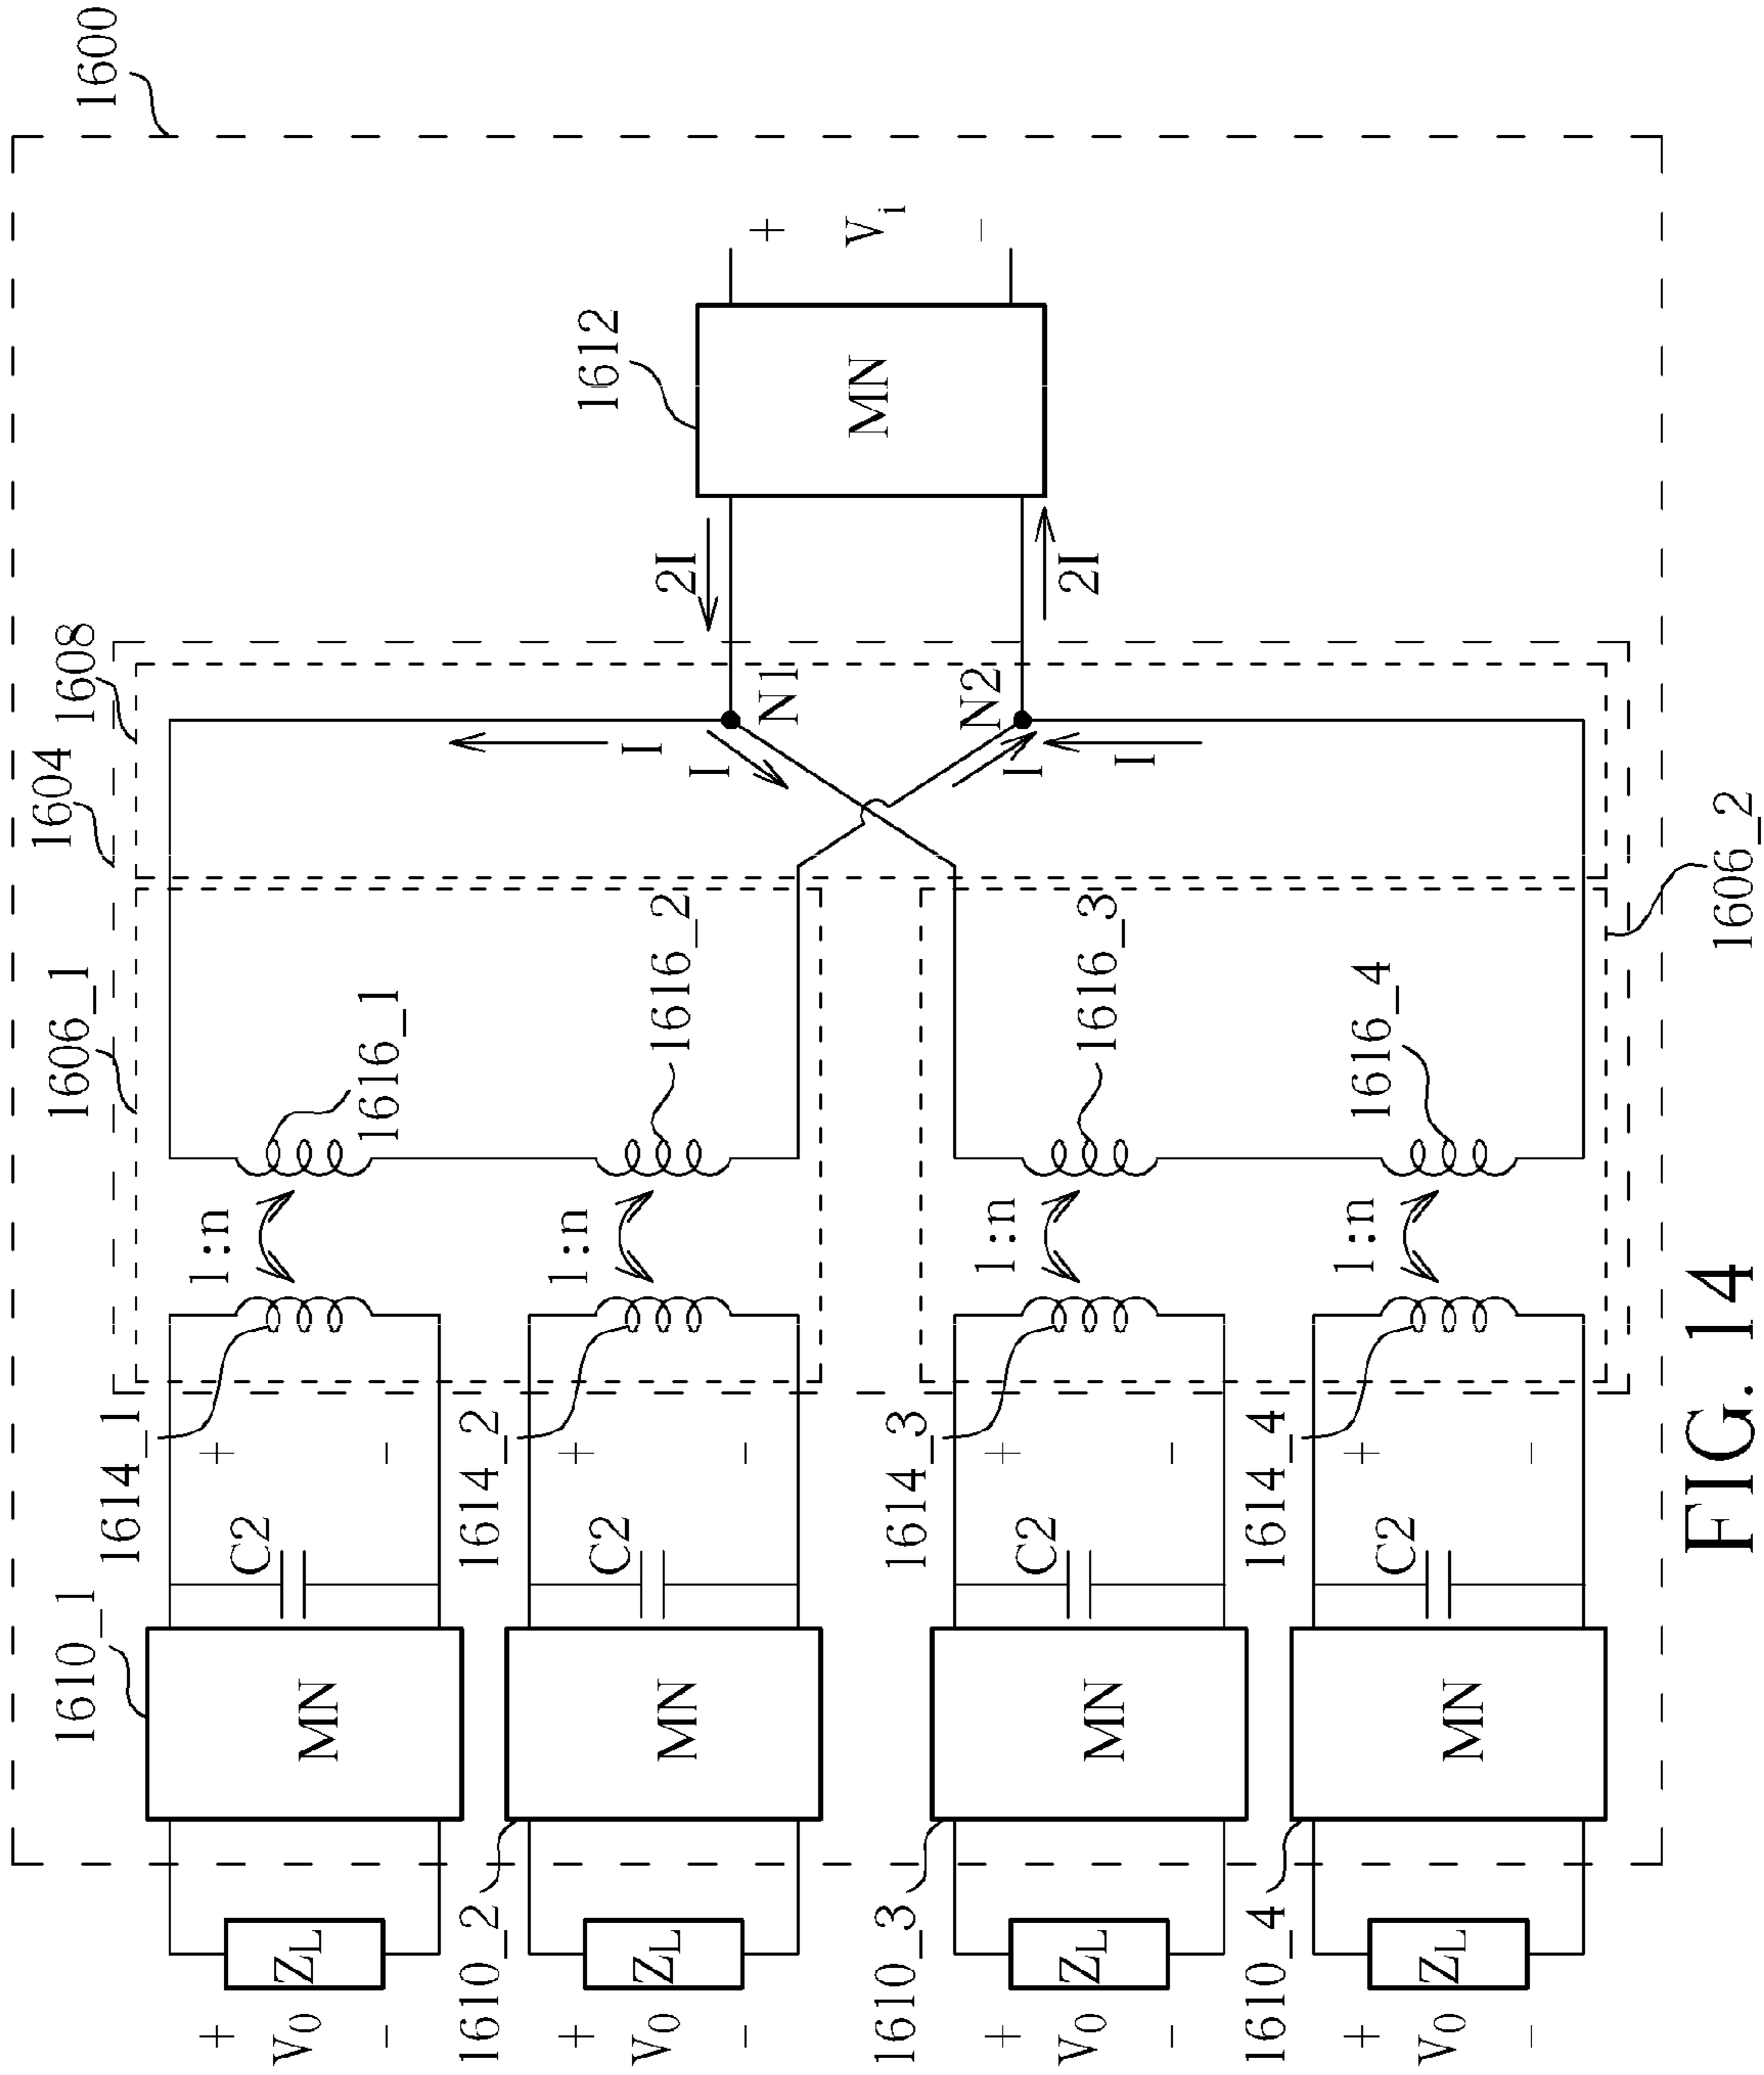 1600
1604
1608
1606_1
1612
1610_1
1614_1
1:n
1616_1
C2
MN
+
V0
-
ZL
+
-
I
2I
N1
I
+
Vi
-
MN
1610_2
1614_2
1:n
1616_2
C2
MN
+
V0
-
ZL
+
-
N2
I
2I
I
1610_3
1614_3
1:n
1616_3
C2
MN
+
V0
-
ZL
+
-
1610_4
1614_4
1:n
1616_4
C2
MN
+
V0
-
ZL
+
-
1606_2
FIG. 14